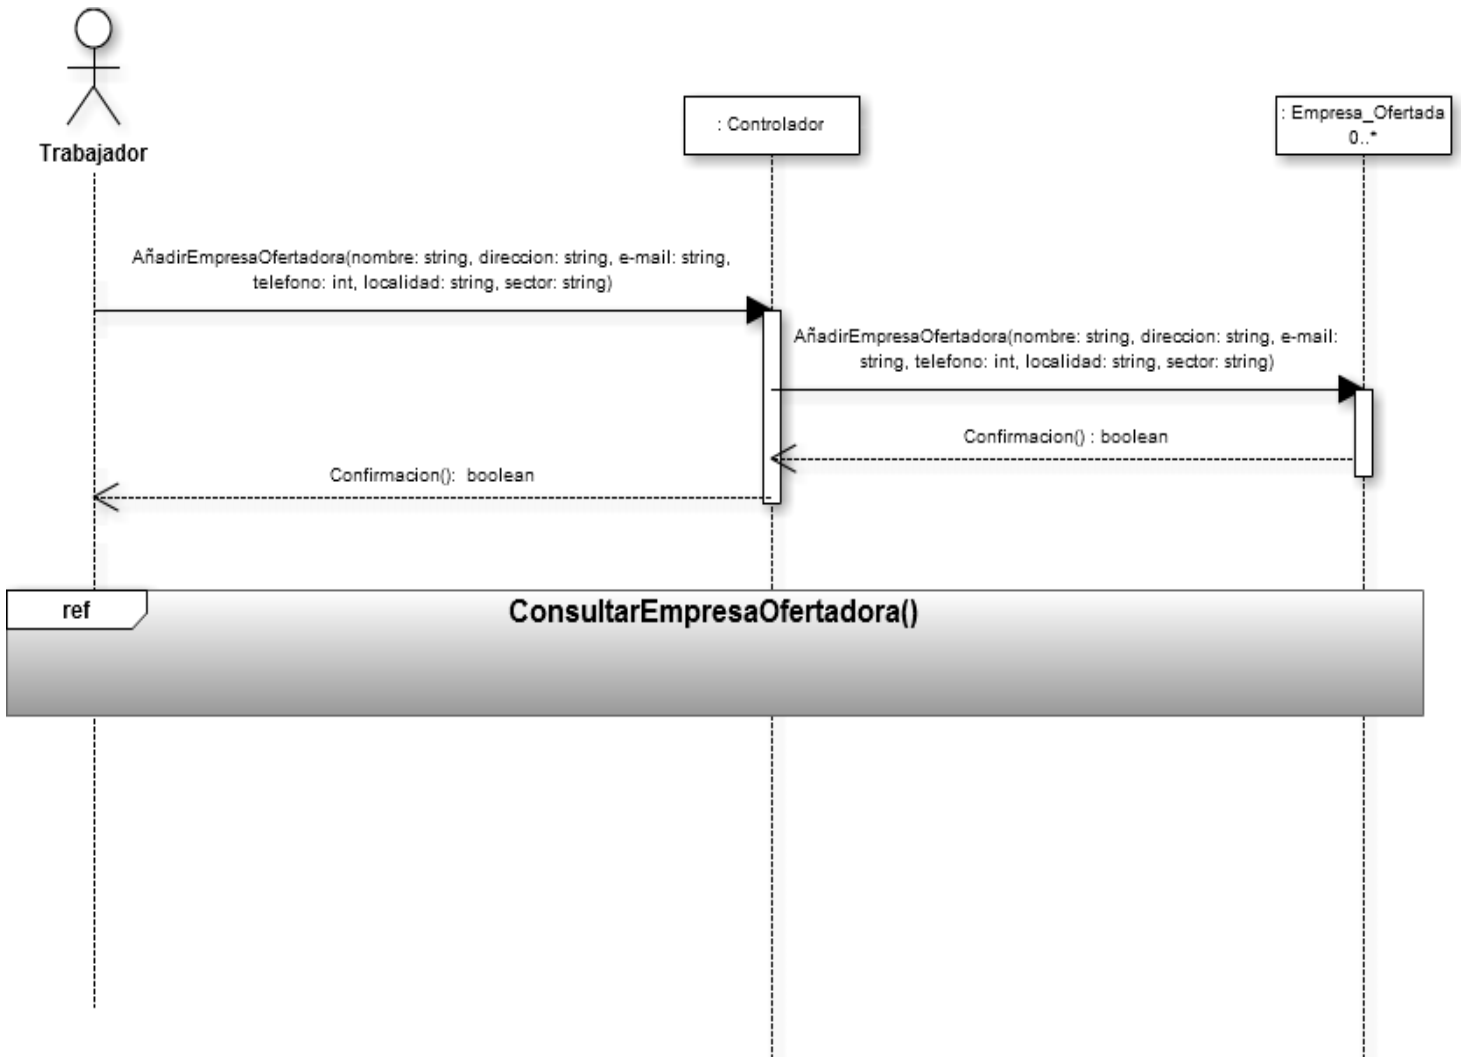 Trabajador
: Controlador
: Empresa_Ofertada
0..*
AñadirEmpresaOfertadora(nombre: string, direccion: string, e-mail: string,
telefono: int, localidad: string, sector: string)
AñadirEmpresaOfertadora(nombre: string, direccion: string, e-mail:
string, telefono: int, localidad: string, sector: string)
Confirmacion() : boolean
Confirmacion():  boolean
ref
ConsultarEmpresaOfertadora()